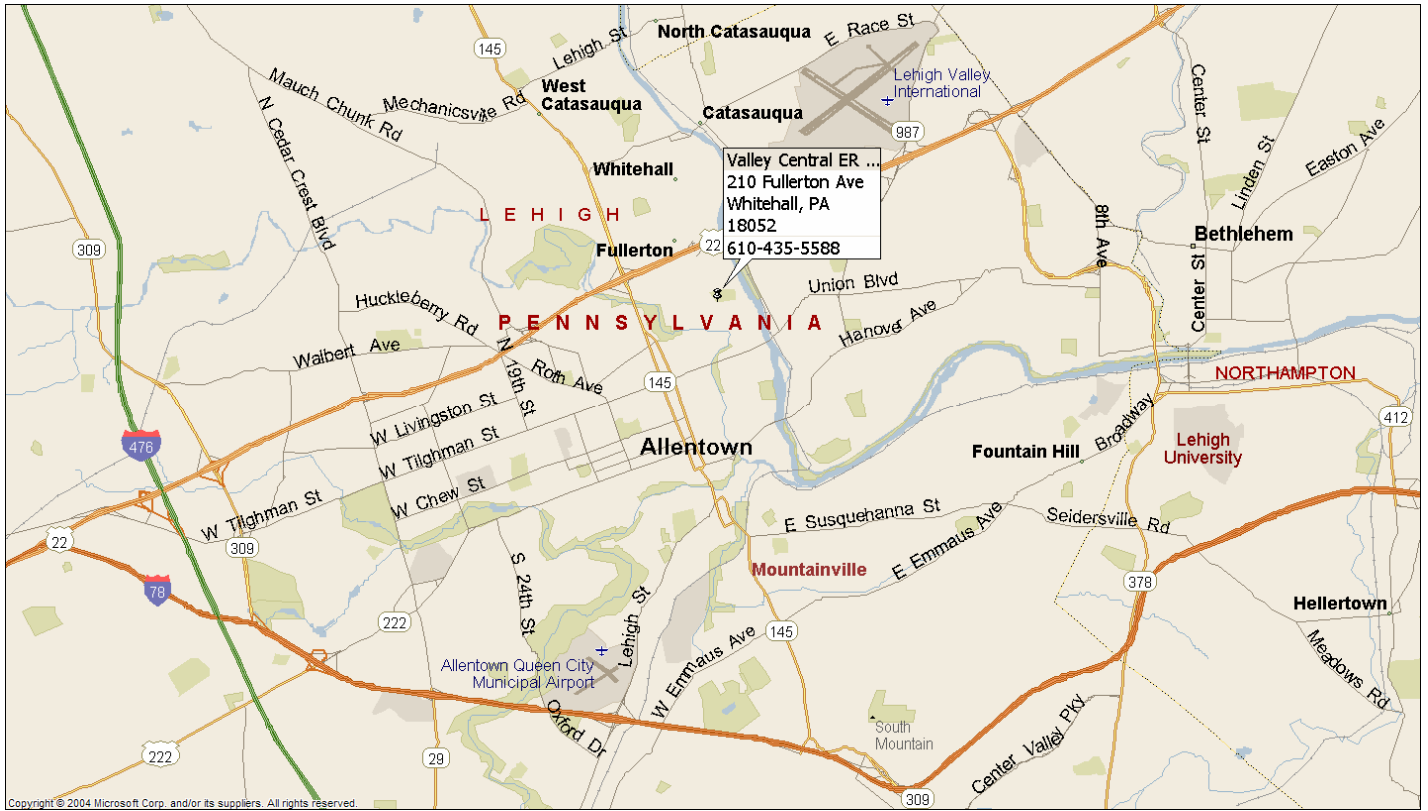 North Catasauqua
E Race St
145
Lehigh St
Lehigh Valley
International
Mauch Chunk Rd
Mechanicsville Rd
West
Catasauqua
Catasauqua
Center St
N Cedar Crest Blvd
987
Linden St
Easton Ave
Whitehall
Valley Central ER ...
210 Fullerton Ave
Whitehall, PA
18052
610-435-5588
LEHIGH
8th Ave
309
Fullerton
22
Bethlehem
Center St
Union Blvd
Huckleberry Rd
PENNSYLVANIA
Hanover Ave
Walbert Ave
N 19th St
Roth Ave
145
NORTHAMPTON
W Livingston St
412
Broadway
476
W Tilghman St
Allentown
Fountain Hill
Lehigh
University
W Chew St
W Tilghman St
E Susquehanna St
Seidersville Rd
22
309
E Emmaus Ave
Mountainville
78
S 24th St
378
222
Lehigh St
145
Hellertown
W Emmaus Ave
Allentown Queen City
Municipal Airport
Meadows Rd
Oxford Dr
South
Mountain
Center Valley Pky
222
29
309
Copyright © 2004 Microsoft Corp. and/or its suppliers. All rights reserved.